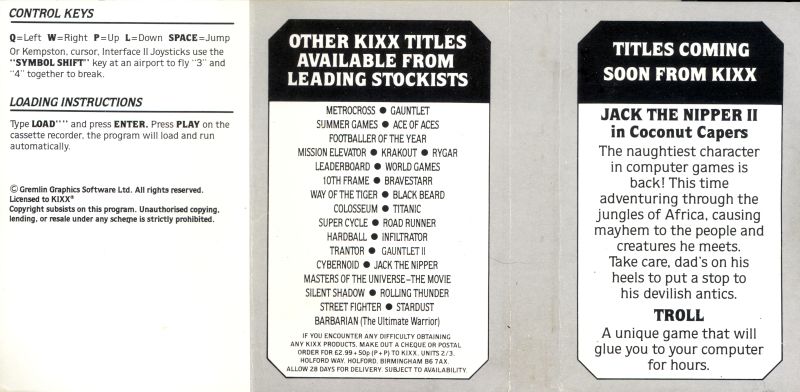 CONTROL KEYS
Q=Left W=Right P=Up L=Down SPACE=Jump
Or Kempston, cursor, Interface II Joysticks use the
"SYMBOL SHIFT" key at an airport to fly "3" and
"4" together to break.
LOADING INSTRUCTIONS
Type LOAD"" and press ENTER. Press PLAY on the
cassette recorder, the program will load and run
automatically.
© Gremlin Graphics Software Ltd. All rights reserved.
Licensed to KIXX®
Copyright subsists on this program. Unauthorised copying,
lending, or resale under any scheme is strictly prohibited.
OTHER KIXX TITLES
AVAILABLE FROM
LEADING STOCKISTS
METROCROSS ● GAUNTLET
SUMMER GAMES ● ACE OF ACES
FOOTBALLER OF THE YEAR
MISSION ELEVATOR ● KRAKOUT ● RYGAR
LEADERBOARD ● WORLD GAMES
10TH FRAME ● BRAVESTARR
WAY OF THE TIGER ● BLACK BEARD
COLOSSEUM ● TITANIC
SUPER CYCLE ● ROAD RUNNER
HARDBALL ● INFILTRATOR
TRANTOR ● GAUNTLET II
CYBERNOID ● JACK THE NIPPER
MASTERS OF THE UNIVERSE–THE MOVIE
SILENT SHADOW ● ROLLING THUNDER
STREET FIGHTER ● STARDUST
BARBARIAN (The Ultimate Warrior)
IF YOU ENCOUNTER ANY DIFFICULTY OBTAINING
ANY KIXX PRODUCTS. MAKE OUT A CHEQUE OR POSTAL
ORDER FOR £2.99 + 50p (P+P) TO KIXX. UNITS 2/3.
HOLFORD WAY. HOLFORD. BIRMINGHAM B6 7AX.
ALLOW 28 DAYS FOR DELIVERY. SUBJECT TO AVAILABILITY.
TITLES COMING
SOON FROM KIXX
JACK THE NIPPER II
in Coconut Capers
The naughtiest character
in computer games is
back! This time
adventuring through the
jungles of Africa, causing
mayhem to the people and
creatures he meets.
Take care, dad's on his
heels to put a stop to
his devilish antics.
TROLL
A unique game that will
glue you to your computer
for hours.